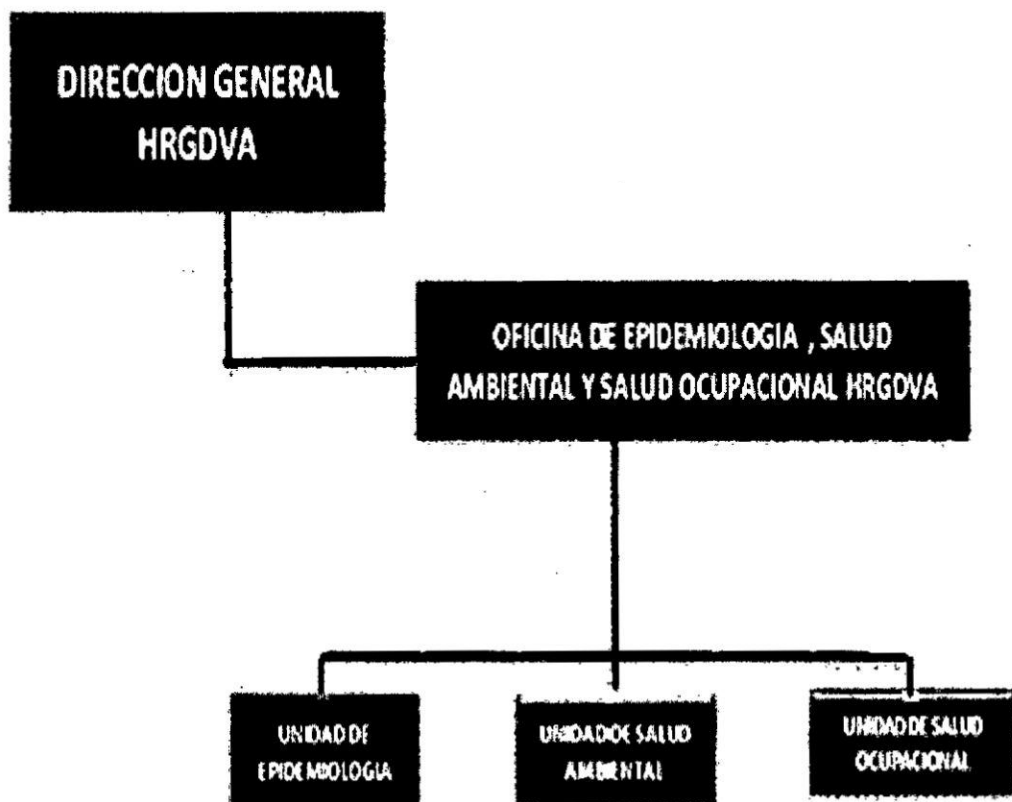 DIRECCION GENERAL
HRGDVA
OFICINA DE EPIDEMIOLOGIA , SALUD
AMBIENTAL Y SALUD OCUPACIONAL HRGDVA
UNIDAD DE
EPIDEMIOLOGIA
UNIDAD DE SALUD
AMBIENTAL
UNIDAD DE SALUD
OCUPACIONAL